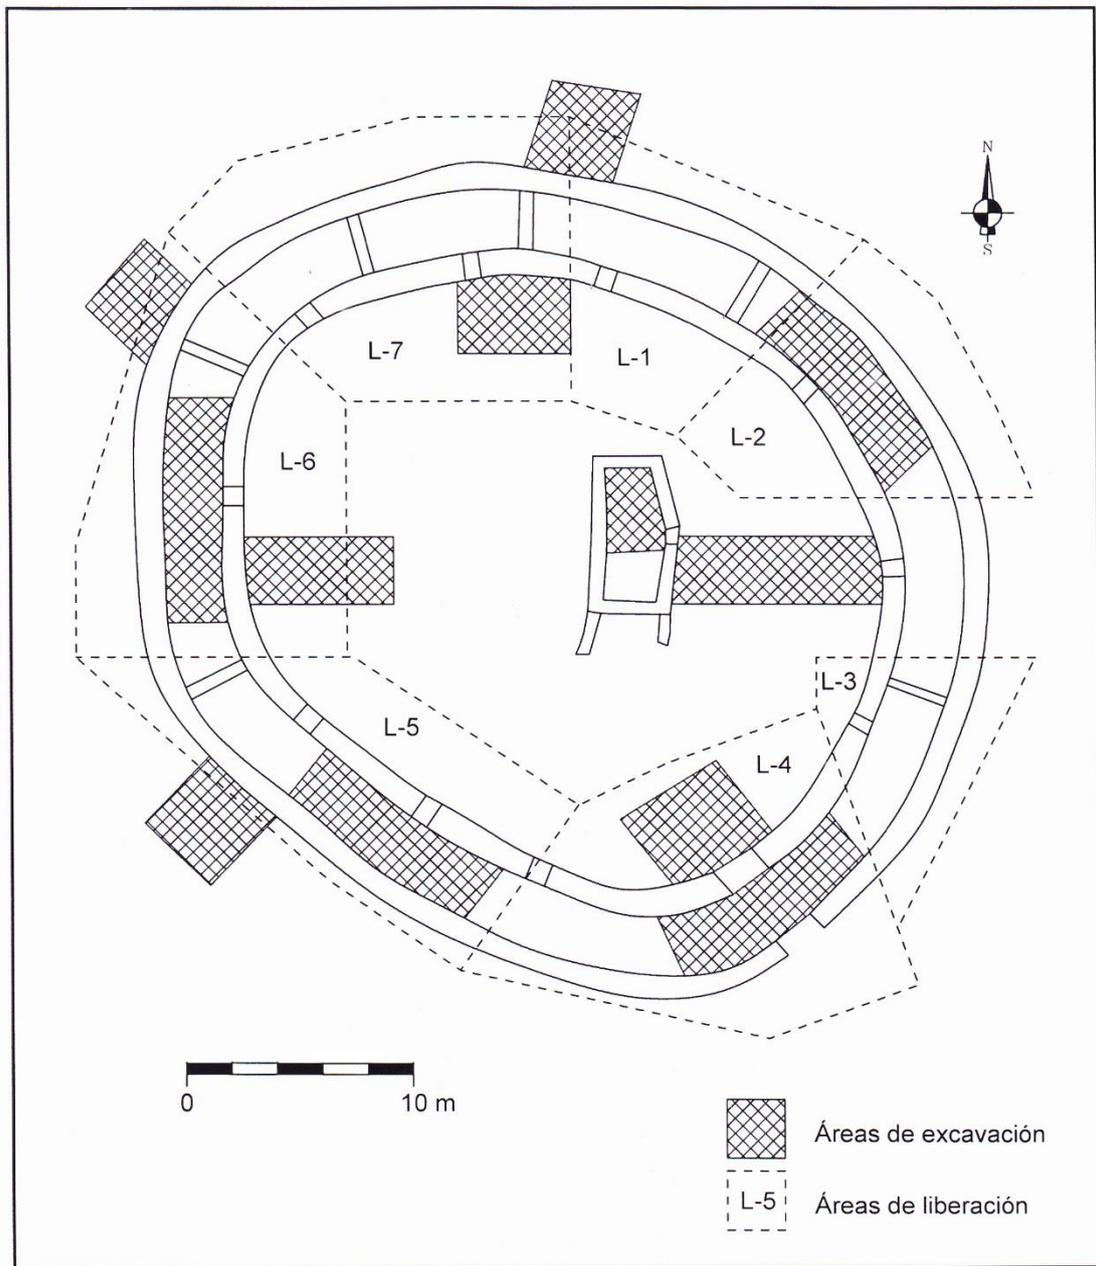 N
S
L-7
L-1
L-2
L-6
L-3
L-5
L-4
0 10 m
Áreas de excavación
L-5 Áreas de liberación